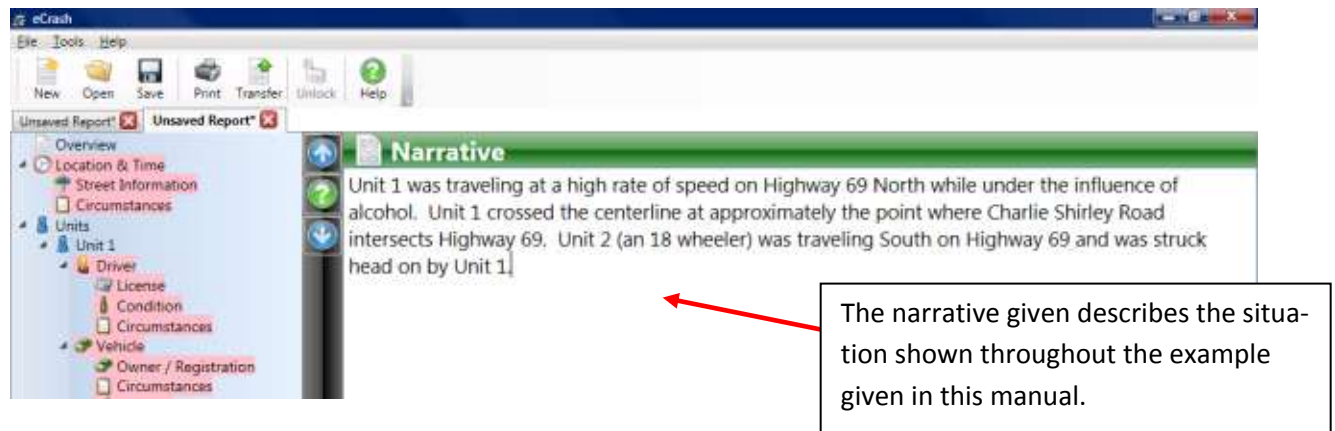 eCrash
File Tools Help
New Open Save Print Transfer Unlock Help
Unsaved Report* Unsaved Report*
Overview
Location & Time
Street Information
Circumstances
Units
Unit 1
Driver
License
Condition
Circumstances
Vehicle
Owner / Registration
Circumstances
Narrative
Unit 1 was traveling at a high rate of speed on Highway 69 North while under the influence of
alcohol. Unit 1 crossed the centerline at approximately the point where Charlie Shirley Road
intersects Highway 69. Unit 2 (an 18 wheeler) was traveling South on Highway 69 and was struck
head on by Unit 1.
The narrative given describes the situa-
tion shown throughout the example
given in this manual.